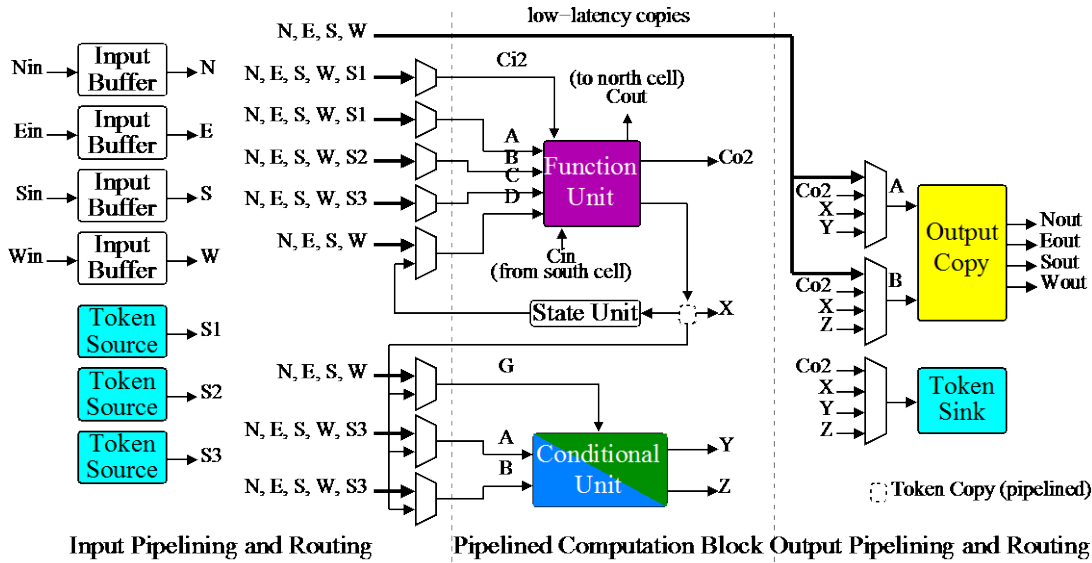 low−latency copies
N, E, S, W
Nin
Input
Buffer
N
Ein
Input
Buffer
E
Sin
Input
Buffer
S
Win
Input
Buffer
W
Token
Source
S1
Token
Source
S2
Token
Source
S3
N, E, S, W, S1
N, E, S, W, S1
N, E, S, W, S2
N, E, S, W, S3
N, E, S, W
Ci2
A
B
C
D
(to north cell)
Cout
Function
Unit
Co2
Cin
(from south cell)
State Unit
X
N, E, S, W
N, E, S, W, S3
N, E, S, W, S3
G
A
B
Conditional
Unit
Y
Z
Co2
X
Y
A
Co2
X
Z
B
Output
Copy
Nout
Eout
Sout
Wout
Co2
X
Y
Z
Token
Sink
Token Copy (pipelined)
Input Pipelining and Routing
Pipelined Computation Block
Output Pipelining and Routing